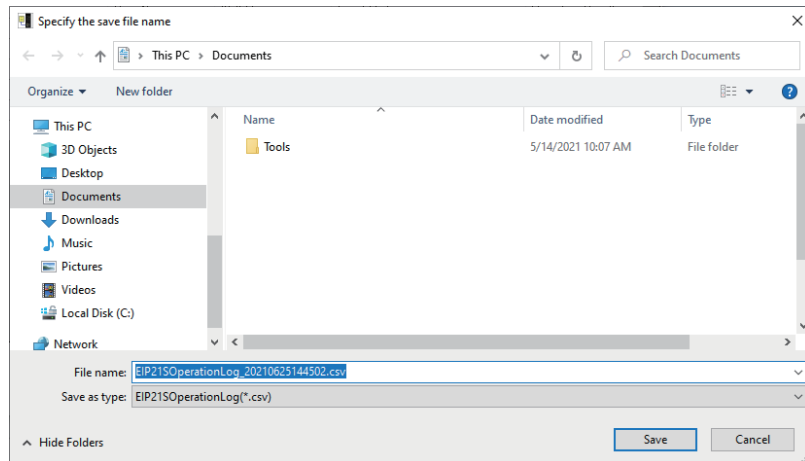 Specify the save file name
This PC > Documents
Search Documents
Organize
New folder
This PC
3D Objects
Desktop
Documents
Downloads
Music
Pictures
Videos
Local Disk (C:)
Network
Name
Date modified
Type
Tools
5/14/2021 10:07 AM
File folder
File name:
EIP21SOperationLog_20210625144502.csv
Save as type:
EIP21SOperationLog(*.csv)
Hide Folders
Save
Cancel